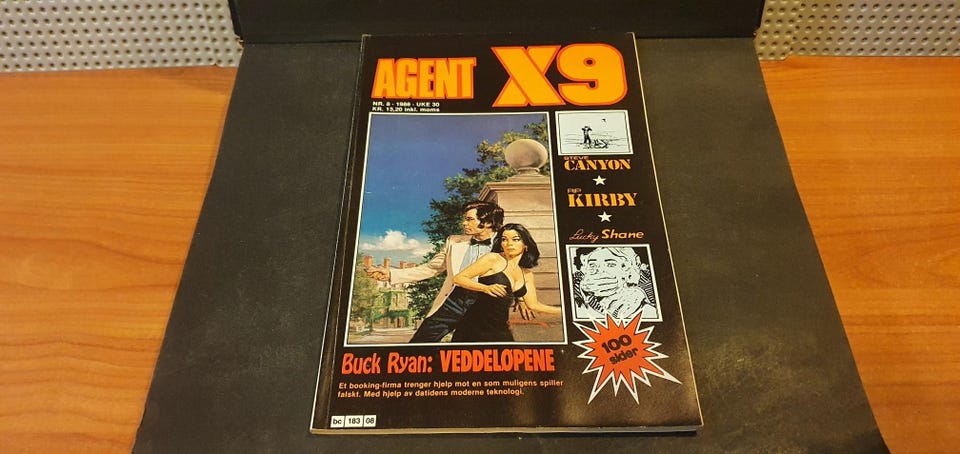 AGENT X9
NR. 8 - 1988 - UKE 30
KR. 13,20 inkl. moms
STEVE
CANYON
RIP
KIRBY
Lucky Shane
100
sider
Buck Ryan: VEDDELØPENE
Et booking-firma trenger hjelp mot en som muligens spiller
falskt. Med hjelp av datidens moderne teknologi.
bc 183 08